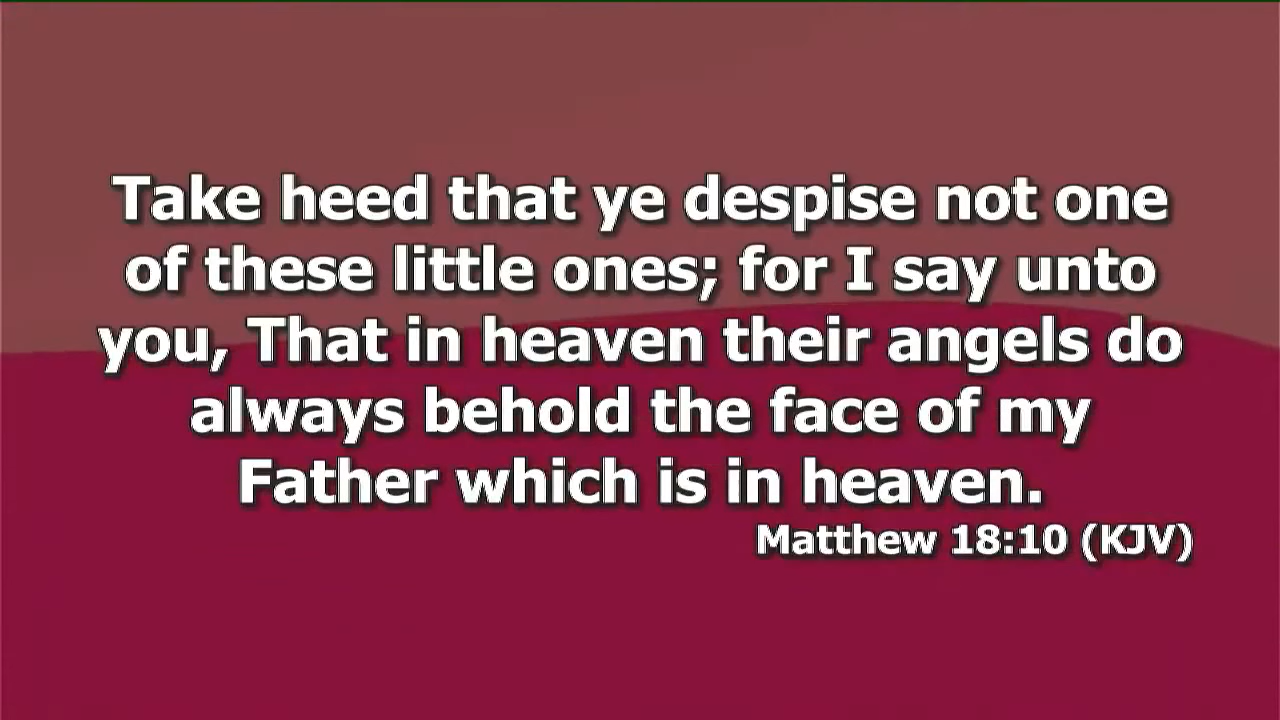 Take heed that ye despise not one
of these little ones; for I say unto
you, That in heaven their angels do
always behold the face of my
Father which is in heaven.
Matthew 18:10 (KJV)